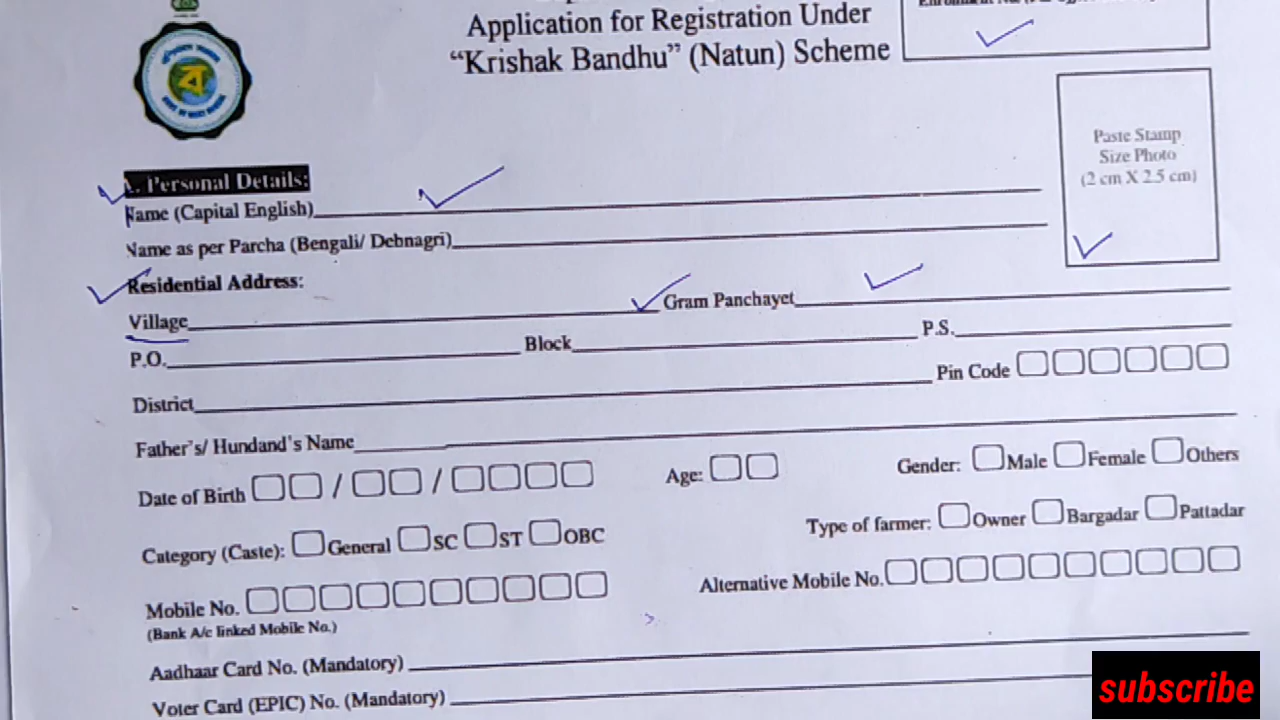 Application for Registration Under
"Krishak Bandhu" (Natun) Scheme
Paste Stamp
Size Photo
(2 cm X 2.5 cm)
A. Personal Details:
Name (Capital English)
Name as per Parcha (Bengali/ Debnagri)
Residential Address:
Village Gram Panchayet
P.O. Block P.S.
District Pin Code
Father's/ Hundand's Name
Date of Birth / / Age: Gender: Male Female Others
Category (Caste): General SC ST OBC Type of farmer: Owner Bargadar Pattadar
Mobile No. Alternative Mobile No.
(Bank A/c linked Mobile No.)
Aadhaar Card No. (Mandatory)
Voter Card (EPIC) No. (Mandatory)
subscribe